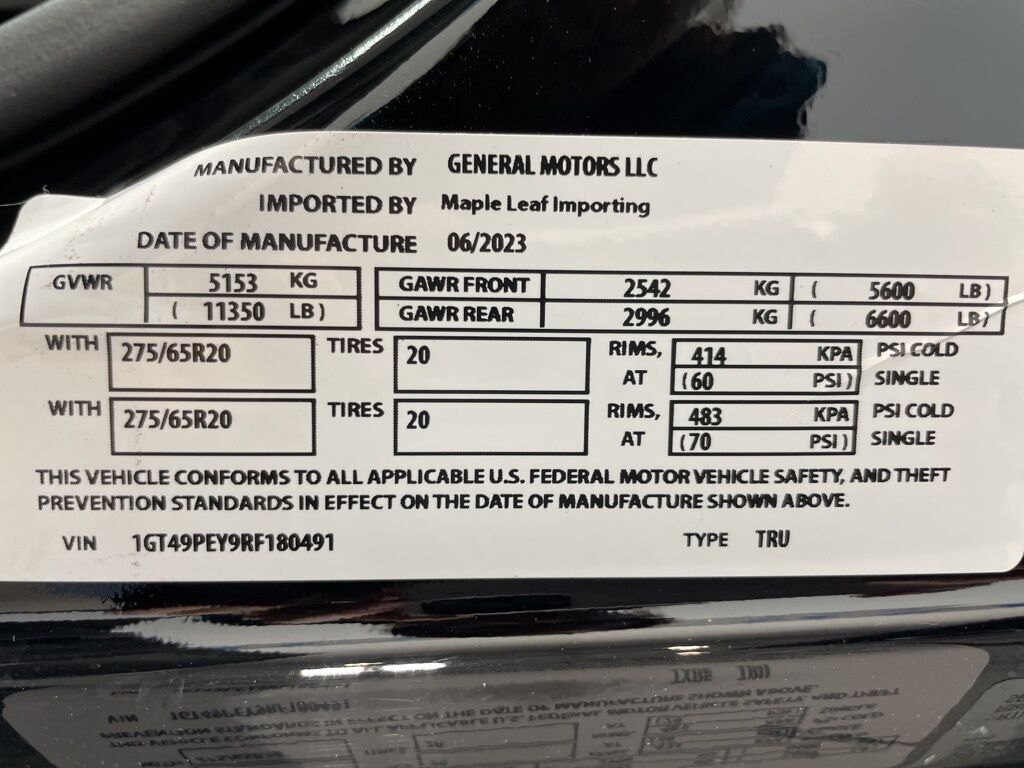 MANUFACTURED BY GENERAL MOTORS LLC
IMPORTED BY Maple Leaf Importing
DATE OF MANUFACTURE 06/2023
GVWR 5153 KG GAWR FRONT 2542 KG ( 5600 LB)
( 11350 LB) GAWR REAR 2996 KG ( 6600 LB)
WITH 275/65R20 TIRES 20 RIMS, 414 KPA PSI COLD
AT (60 PSI) SINGLE
WITH 275/65R20 TIRES 20 RIMS, 483 KPA PSI COLD
AT (70 PSI) SINGLE
THIS VEHICLE CONFORMS TO ALL APPLICABLE U.S. FEDERAL MOTOR VEHICLE SAFETY, AND THEFT
PREVENTION STANDARDS IN EFFECT ON THE DATE OF MANUFACTURE SHOWN ABOVE.
VIN 1GT49PEY9RF180491 TYPE TRU